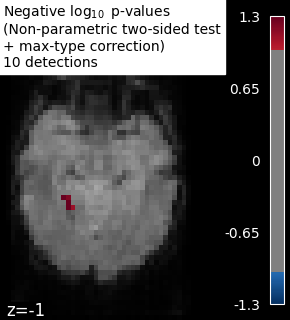 Negative log₁₀ p-values
(Non-parametric two-sided test
+ max-type correction)
10 detections
1.3
0.65
0
-0.65
-1.3
z=-1